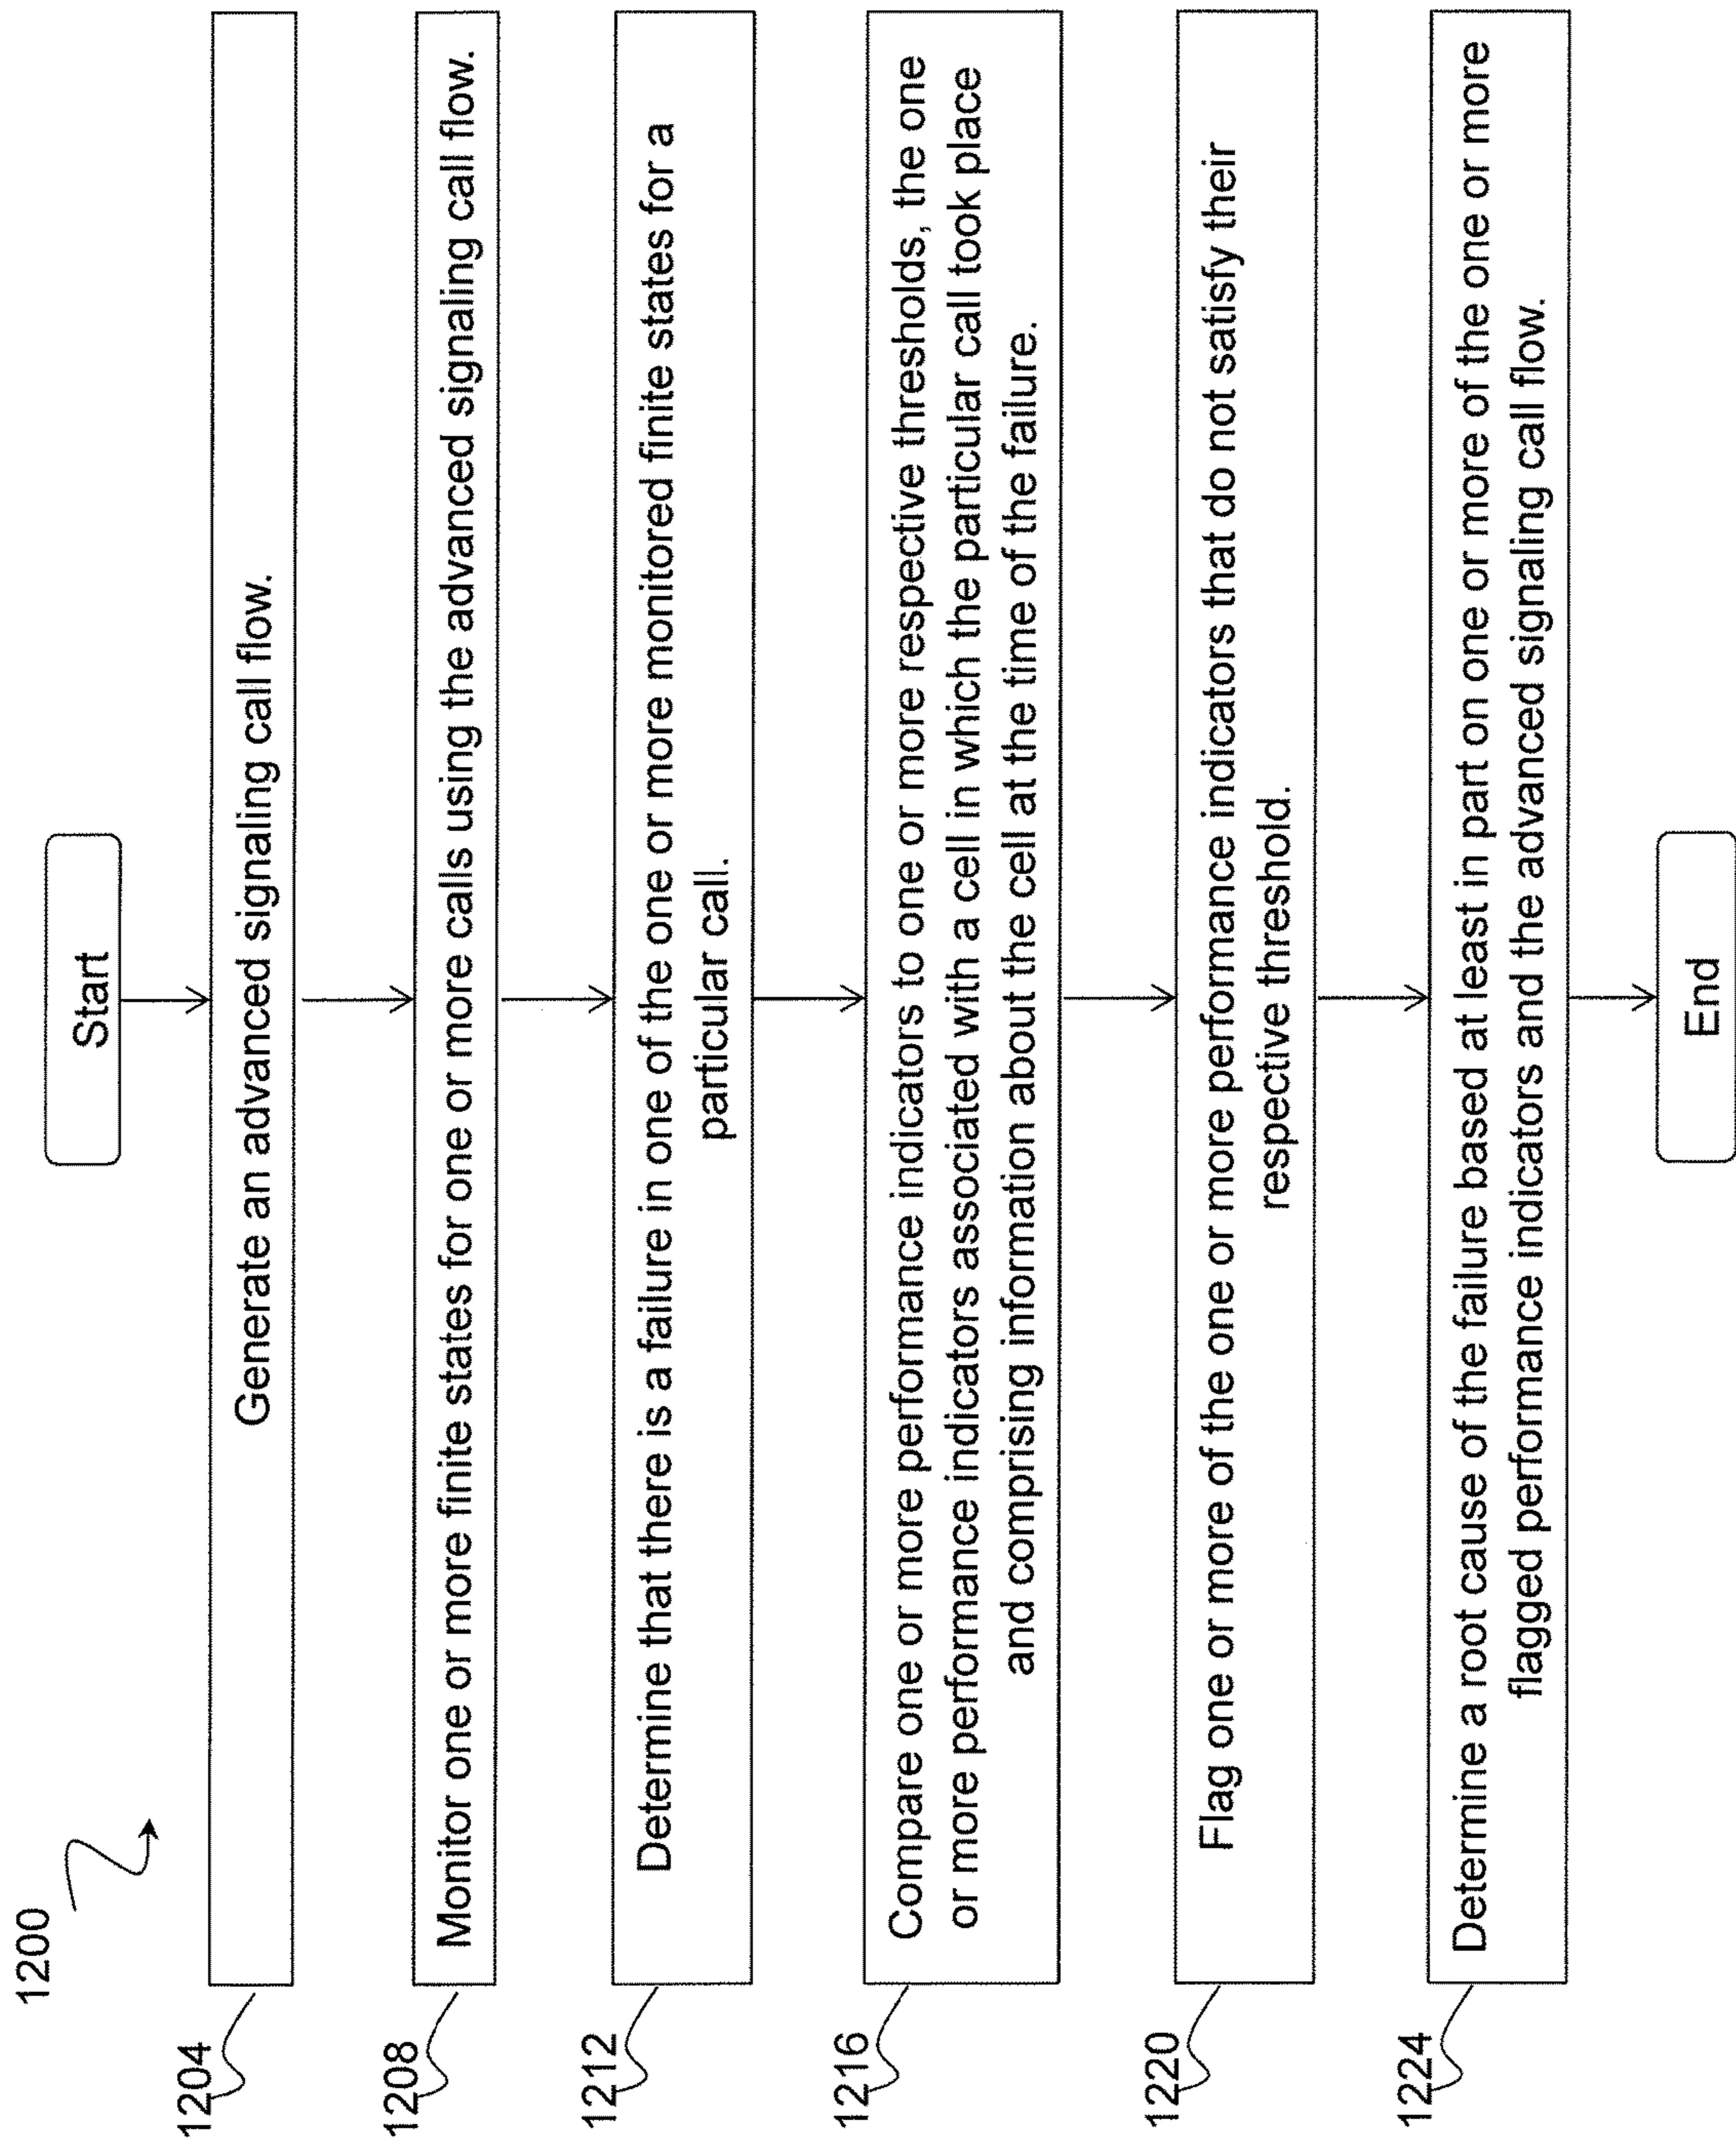 1200
Start
1204
Generate an advanced signaling call flow.
1208
Monitor one or more finite states for one or more calls using the advanced signaling call flow.
1212
Determine that there is a failure in one of the one or more monitored finite states for a
particular call.
1216
Compare one or more performance indicators to one or more respective thresholds, the one
or more performance indicators associated with a cell in which the particular call took place
and comprising information about the cell at the time of the failure.
1220
Flag one or more of the one or more performance indicators that do not satisfy their
respective threshold.
1224
Determine a root cause of the failure based at least in part on one or more of the one or more
flagged performance indicators and the advanced signaling call flow.
End